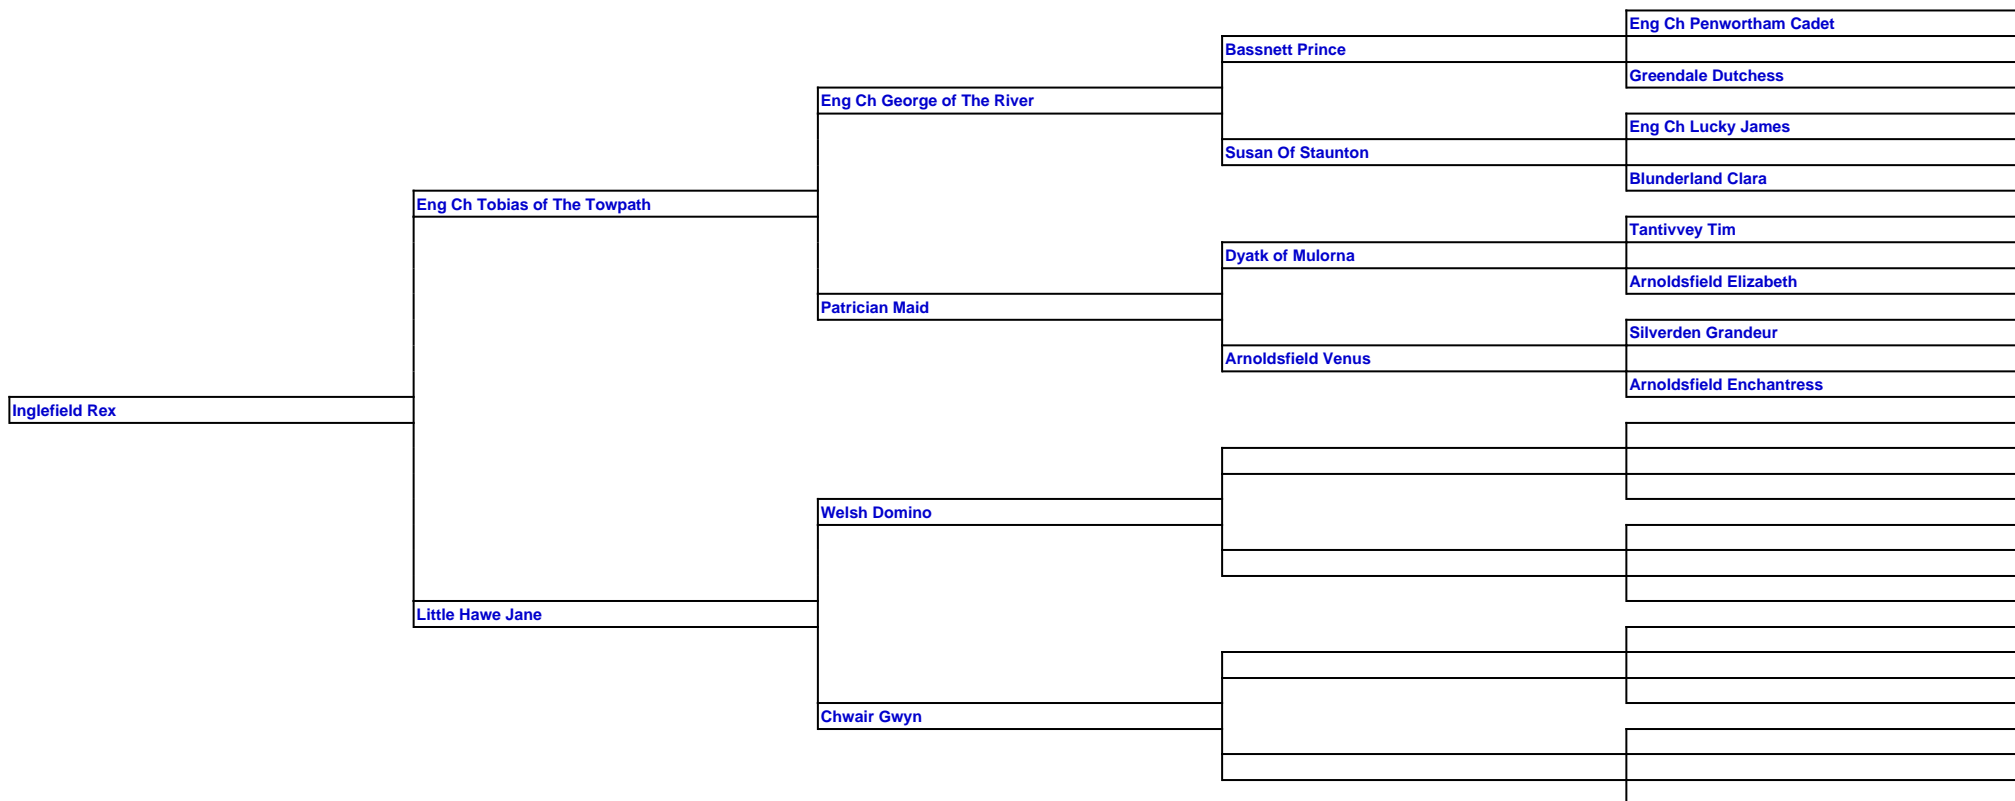 Eng Ch Penwortham Cadet
Bassnett Prince
Greendale Dutchess
Eng Ch George of The River
Eng Ch Lucky James
Susan Of Staunton
Blunderland Clara
Eng Ch Tobias of The Towpath
Tantivvey Tim
Dyatk of Mulorna
Arnoldsfield Elizabeth
Patrician Maid
Silverden Grandeur
Arnoldsfield Venus
Arnoldsfield Enchantress
Inglefield Rex
Welsh Domino
Little Hawe Jane
Chwair Gwyn